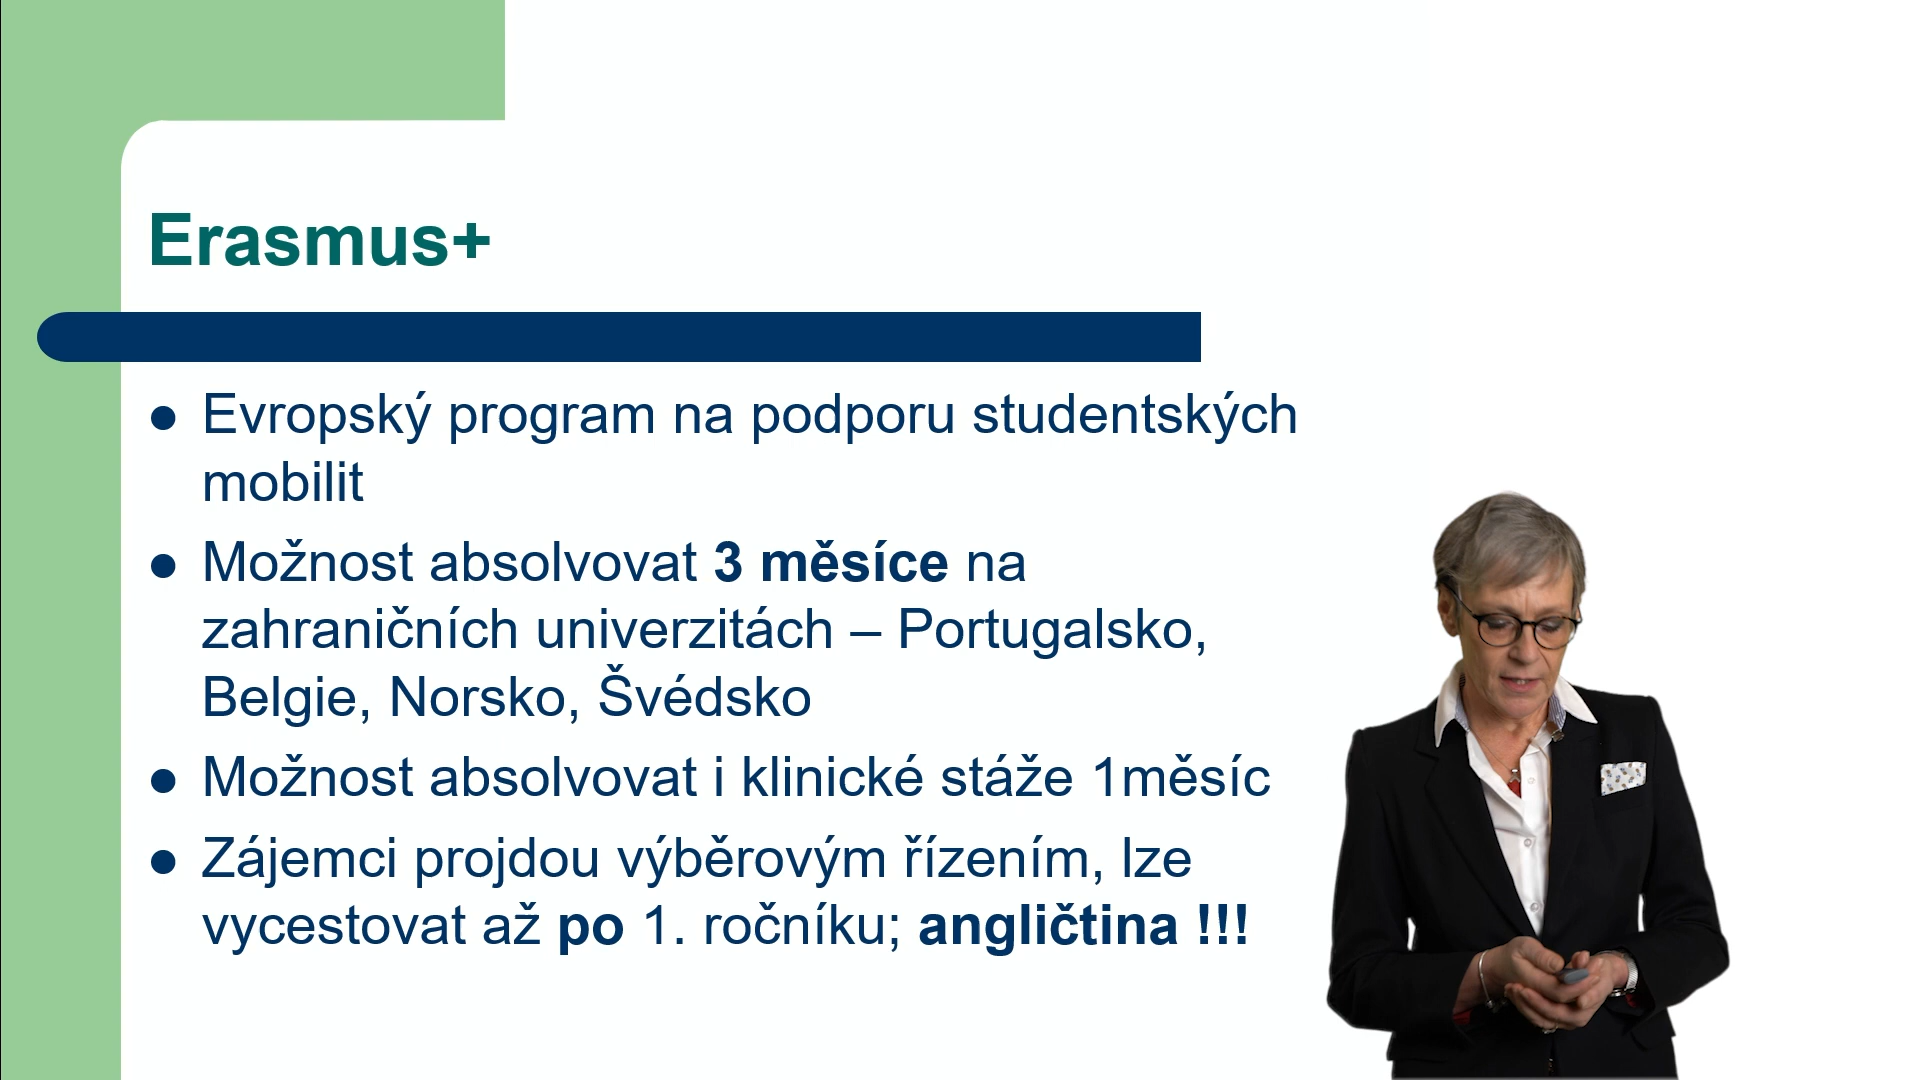 Erasmus+
● Evropský program na podporu studentských
mobilit
● Možnost absolvovat 3 měsíce na
zahraničních univerzitách – Portugalsko,
Belgie, Norsko, Švédsko
● Možnost absolvovat i klinické stáže 1měsíc
● Zájemci projdou výběrovým řízením, lze
vycestovat až po 1. ročníku; angličtina !!!